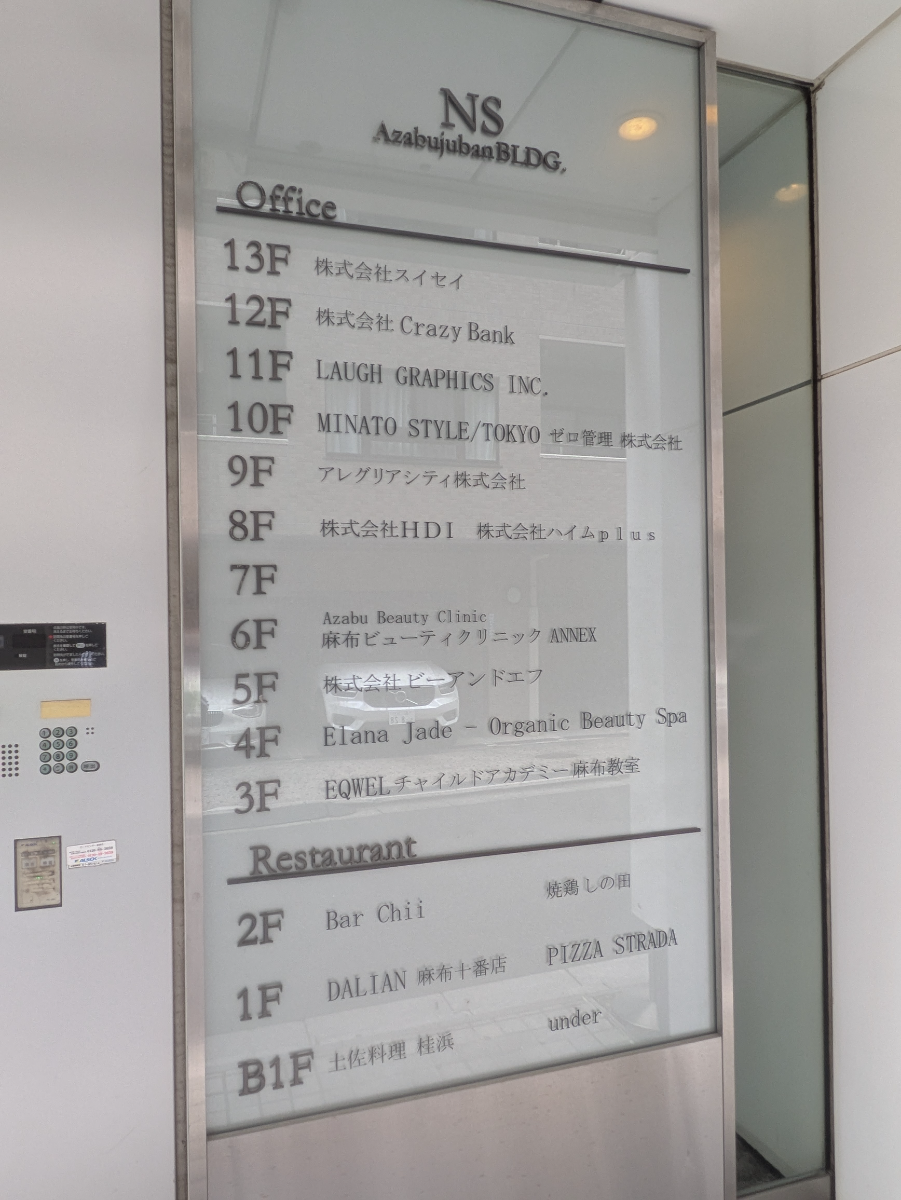 NS
AzabujubanBLDG.
Office
13F 株式会社スイセイ
12F 株式会社 Crazy Bank
11F LAUGH GRAPHICS INC.
10F MINATO STYLE/TOKYO ゼロ管理 株式会社
9F アレグリアシティ株式会社
8F 株式会社HDI 株式会社ハイムplus
7F
Azabu Beauty Clinic
6F 麻布ビューティクリニック ANNEX
5F 株式会社 ビーアンドエフ
4F Elana Jade - Organic Beauty Spa
3F EQWELチャイルドアカデミー 麻布教室
Restaurant
2F Bar Chii 焼鶏 しの田
1F DALIAN 麻布十番店 PIZZA STRADA
B1F 土佐料理 桂浜 under